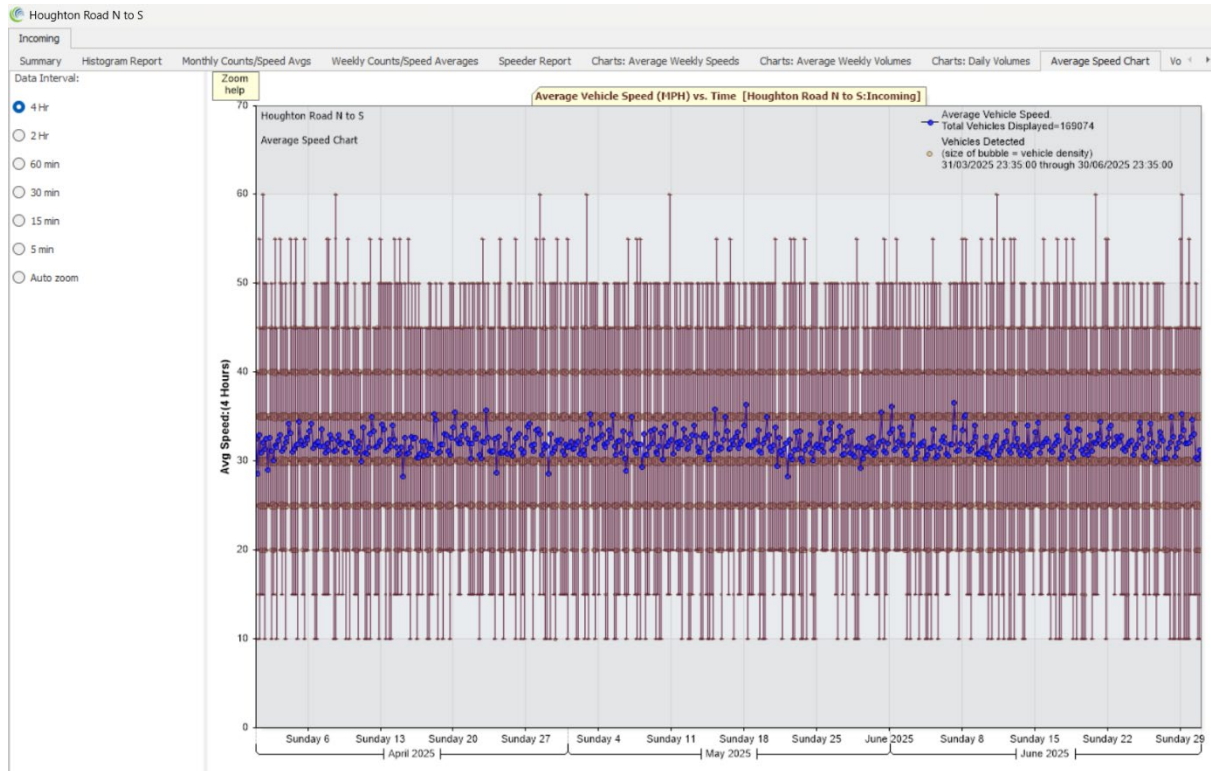 Houghton Road N to S
Incoming
Summary Histogram Report Monthly Counts/Speed Avgs Weekly Counts/Speed Averages Speeder Report Charts: Average Weekly Speeds Charts: Average Weekly Volumes Charts: Daily Volumes Average Speed Chart Vo
Data Interval:
4 Hr
2 Hr
60 min
30 min
15 min
5 min
Auto zoom
Zoom
help
Average Vehicle Speed (MPH) vs. Time [Houghton Road N to S:Incoming]
Houghton Road N to S
Average Speed Chart
Average Vehicle Speed.
Total Vehicles Displayed=169074
Vehicles Detected
(size of bubble = vehicle density)
31/03/2025 23:35:00 through 30/06/2025 23:35:00
Avg Speed:(4 Hours)
70
60
50
40
30
20
10
0
Sunday 6 Sunday 13 Sunday 20 Sunday 27 Sunday 4 Sunday 11 Sunday 18 Sunday 25 June 2025 Sunday 8 Sunday 15 Sunday 22 Sunday 29
April 2025 May 2025 June 2025